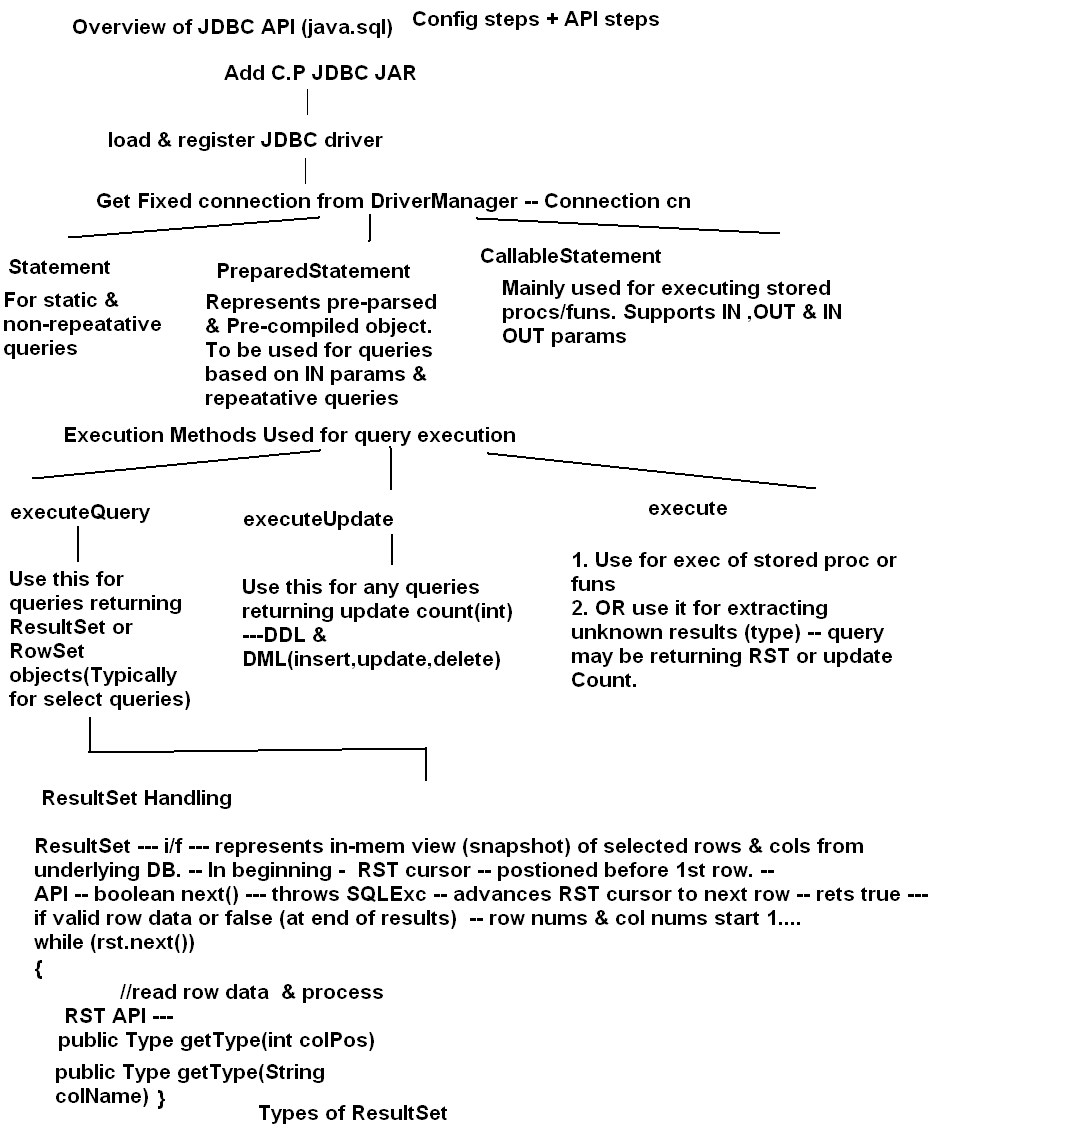 Overview of JDBC API (java.sql) Config steps + API steps
Add C.P JDBC JAR
load & register JDBC driver
Get Fixed connection from DriverManager -- Connection cn
Statement
For static &
non-repeatative
queries
PreparedStatement
Represents pre-parsed
& Pre-compiled object.
To be used for queries
based on IN params &
repeatative queries
CallableStatement
Mainly used for executing stored
procs/funs. Supports IN ,OUT & IN
OUT params
Execution Methods Used for query execution
executeQuery
Use this for
queries returning
ResultSet or
RowSet
objects(Typically
for select queries)
executeUpdate
Use this for any queries
returning update count(int)
---DDL &
DML(insert,update,delete)
execute
1. Use for exec of stored proc or
funs
2. OR use it for extracting
unknown results (type) -- query
may be returning RST or update
Count.
ResultSet Handling
ResultSet --- i/f --- represents in-mem view (snapshot) of selected rows & cols from
underlying DB. -- In beginning - RST cursor -- postioned before 1st row. --
API -- boolean next() --- throws SQLExc -- advances RST cursor to next row -- rets true ---
if valid row data or false (at end of results) -- row nums & col nums start 1....
while (rst.next())
{
//read row data & process
RST API ---
public Type getType(int colPos)
public Type getType(String
colName) }
Types of ResultSet